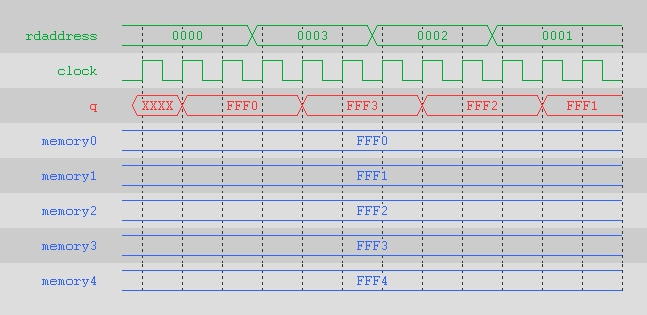 rdaddress 0000 0003 0002 0001
clock
q XXXX FFF0 FFF3 FFF2 FFF1
memory0 FFF0
memory1 FFF1
memory2 FFF2
memory3 FFF3
memory4 FFF4